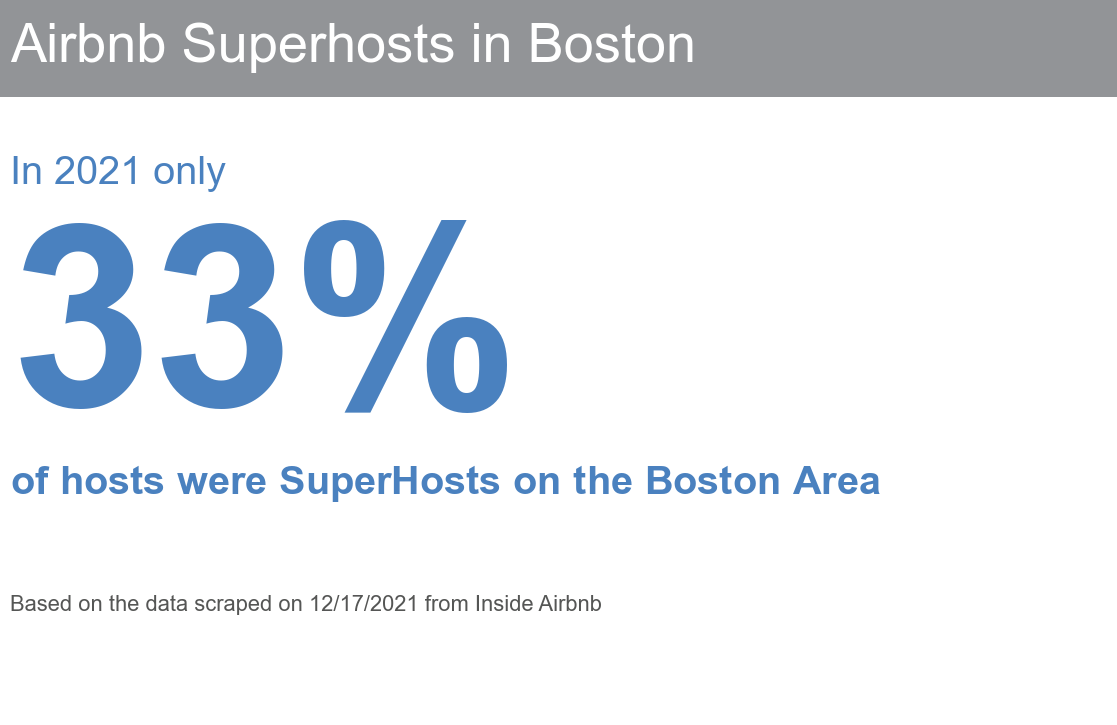 Airbnb Superhosts in Boston
In 2021 only
33%
of hosts were SuperHosts on the Boston Area
Based on the data scraped on 12/17/2021 from Inside Airbnb